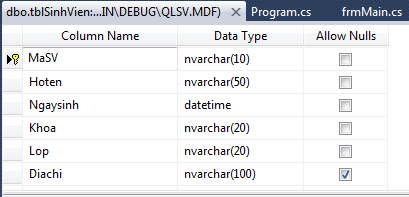 dbo.tblSinhVien:...IN\DEBUG\QLSV.MDF) Program.cs frmMain.cs
Column Name Data Type Allow Nulls
MaSV nvarchar(10)
Hoten nvarchar(50)
Ngaysinh datetime
Khoa nvarchar(20)
Lop nvarchar(20)
Diachi nvarchar(100)